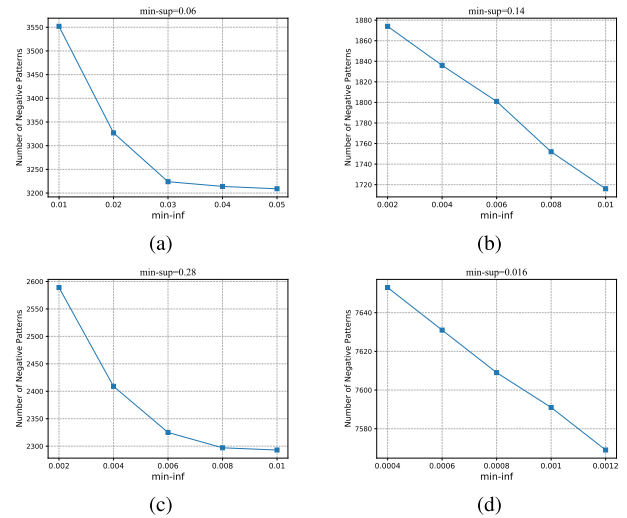 min-sup=0.06
Number of Negative Patterns
3550
3500
3450
3400
3350
3300
3250
3200
0.01 0.02 0.03 0.04 0.05
min-inf
(a)
min-sup=0.14
Number of Negative Patterns
1880
1860
1840
1820
1800
1780
1760
1740
1720
0.002 0.004 0.006 0.008 0.01
min-inf
(b)
min-sup=0.28
Number of Negative Patterns
2600
2550
2500
2450
2400
2350
2300
0.002 0.004 0.006 0.008 0.01
min-inf
(c)
min-sup=0.016
Number of Negative Patterns
7640
7620
7600
7580
0.0004 0.0006 0.0008 0.001 0.0012
min-inf
(d)